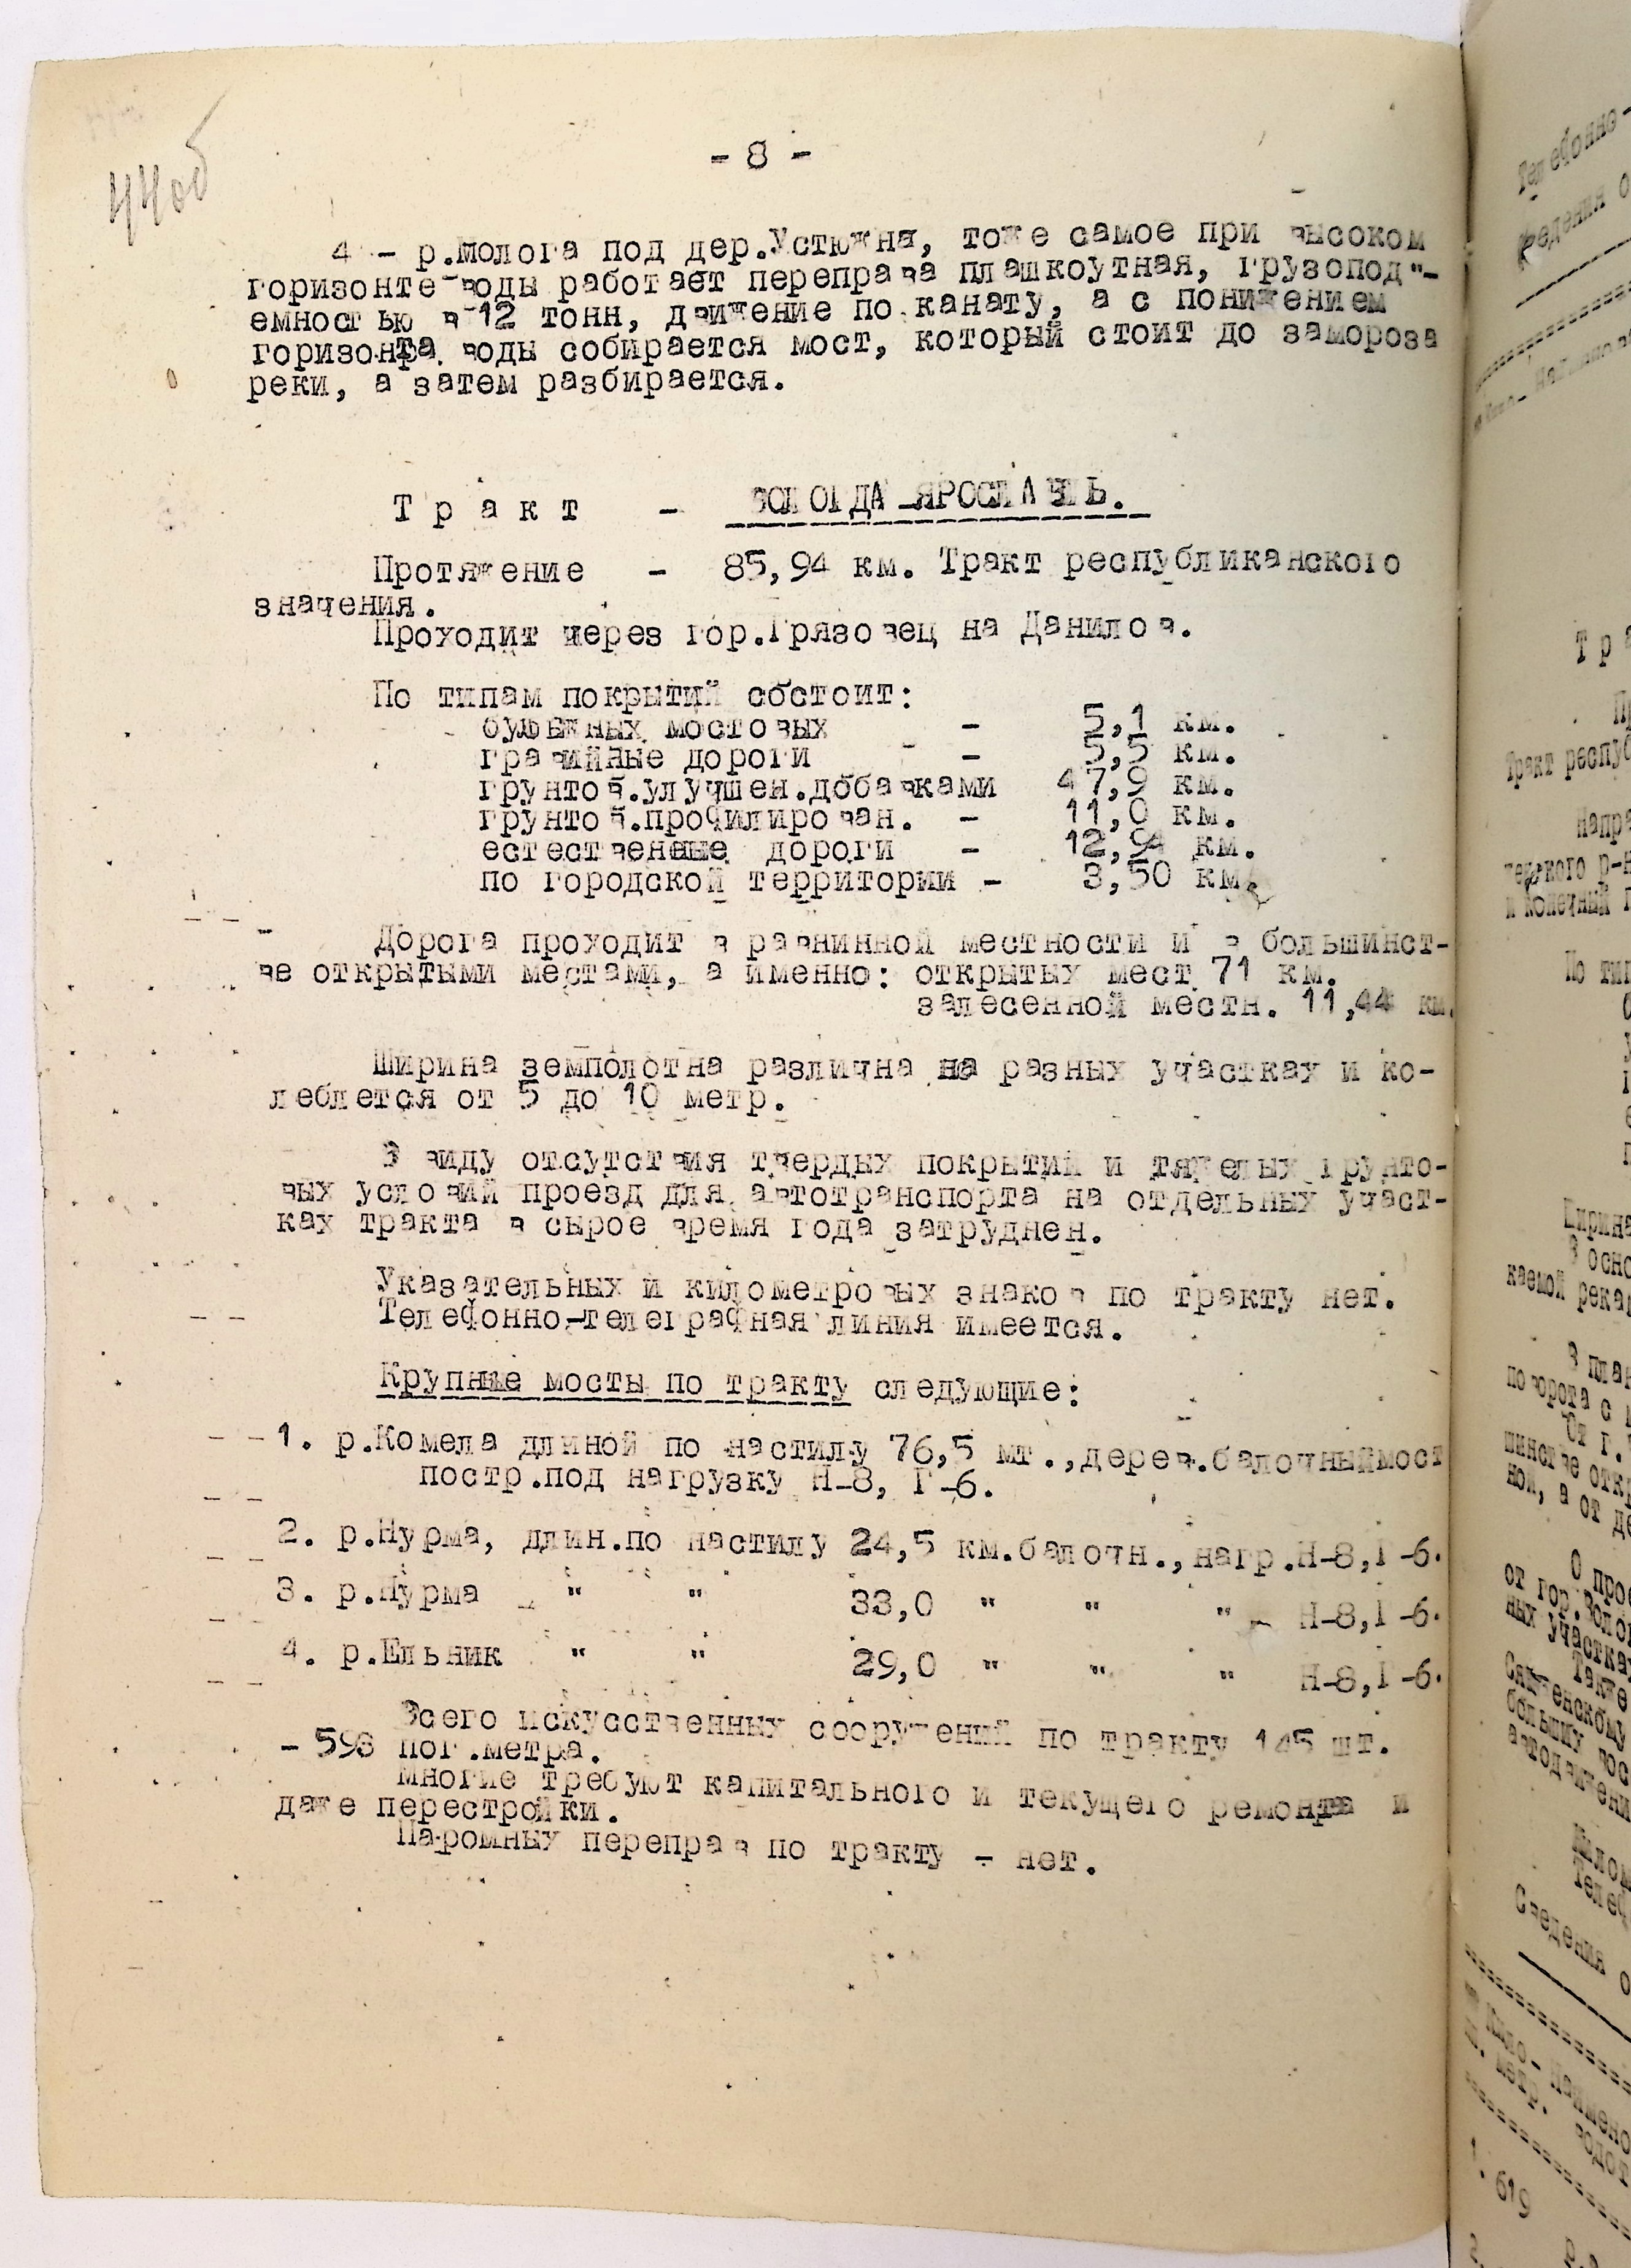 44об
- 8 -
4 - р.Молога под дер.Устюжна, тоже самое при высоком
горизонте воды работает переправа плашкоутная, грузопод"-
емностью в 12 тонн, движение по канату, а с понижением
горизонта воды собирается мост, который стоит до замороза
реки, а затем разбирается.
Тракт - ВОЛОГДА-ЯРОСЛАВЛЬ.
Протяжение - 85,94 км. Тракт республиканского
значения.
Проходит через гор.Грязовец на Данилов.
По типам покрытий состоит:
булыжных мостовых - 5,1 км.
гравийные дороги - 5,5 км.
грунтов.улучшен.добавками 47,9 км.
грунтов.профилирован. - 11,0 км.
естественные дороги - 12,94 км.
по городской территории - 3,50 км.
Дорога проходит в равнинной местности и в большинст-
ве открытыми местами, а именно: открытых мест 71 км.
залесенной местн. 11,44 км.
Ширина земполотна различна на разных участках и ко-
леблется от 5 до 10 метр.
В виду отсутствия твердых покрытий и тяжелых грунто-
вых условий проезд для автотранспорта на отдельных участ-
ках тракта в сырое время года затруднен.
Указательных и километровых знаков по тракту нет.
Телефонно-телеграфная линия имеется.
Крупные мосты по тракту следующие:
1. р.Комела длиной по настилу 76,5 мт.,дерев.балочныймост
постр.под нагрузку Н-8, Г-6.
2. р.Нурма, длин.по настилу 24,5 км.балочн.,нагр.Н-8,Г-6.
3. р.Нурма " " 33,0 " " " - Н-8,Г-6.
4. р.Ельник " " 29,0 " " " Н-8,Г-6.
Всего искусственных сооружений по тракту 145 шт.
- 596 пог.метра.
Многие требуют капитального и текущего ремонта и
даже перестройки.
Паромных переправ по тракту - нет.